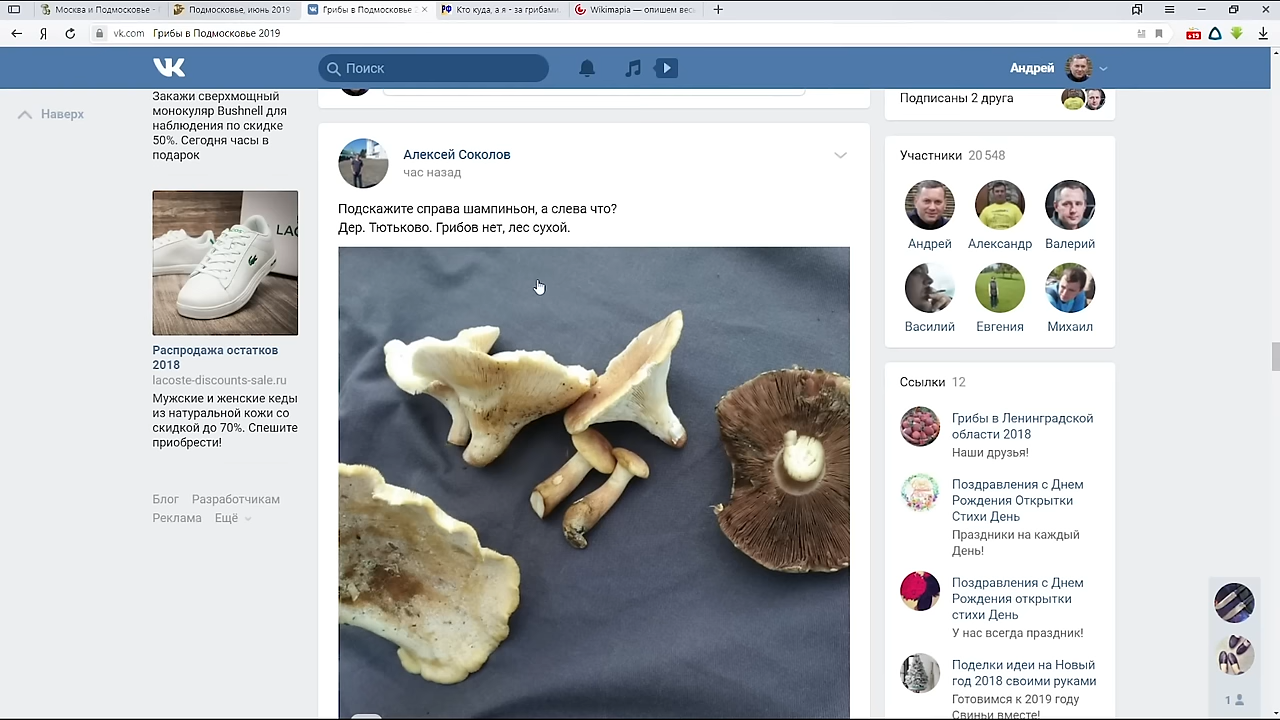 Москва и Подмосковье -
Подмосковье, июнь 2019
Грибы в Подмосковье 2
Кто куда, а я - за грибами.
Wikimapia — опишем вес
Я
vk.com Грибы в Подмосковье 2019
+15
Поиск
Андрей
Наверх
Закажи сверхмощный
монокуляр Bushnell для
наблюдения по скидке
50%. Сегодня часы в
подарок
LAC
Распродажа остатков
2018
lacoste-discounts-sale.ru
Мужские и женские кеды
из натуральной кожи со
скидкой до 70%. Спешите
приобрести!
Блог Разработчикам
Реклама Ещё
Алексей Соколов
час назад
Подскажите справа шампиньон, а слева что?
Дер. Тютьково. Грибов нет, лес сухой.
Подписаны 2 друга
Участники 20 548
Андрей Александр Валерий
Василий Евгения Михаил
Ссылки 12
Грибы в Ленинградской
области 2018
Наши друзья!
Поздравления с Днем
Рождения Открытки
Стихи День
Праздники на каждый
День!
Поздравления с Днем
Рождения открытки
стихи День
У нас всегда праздник!
Поделки идеи на Новый
год 2018 своими руками
Готовимся к 2019 году
Свиньи вместе!
1